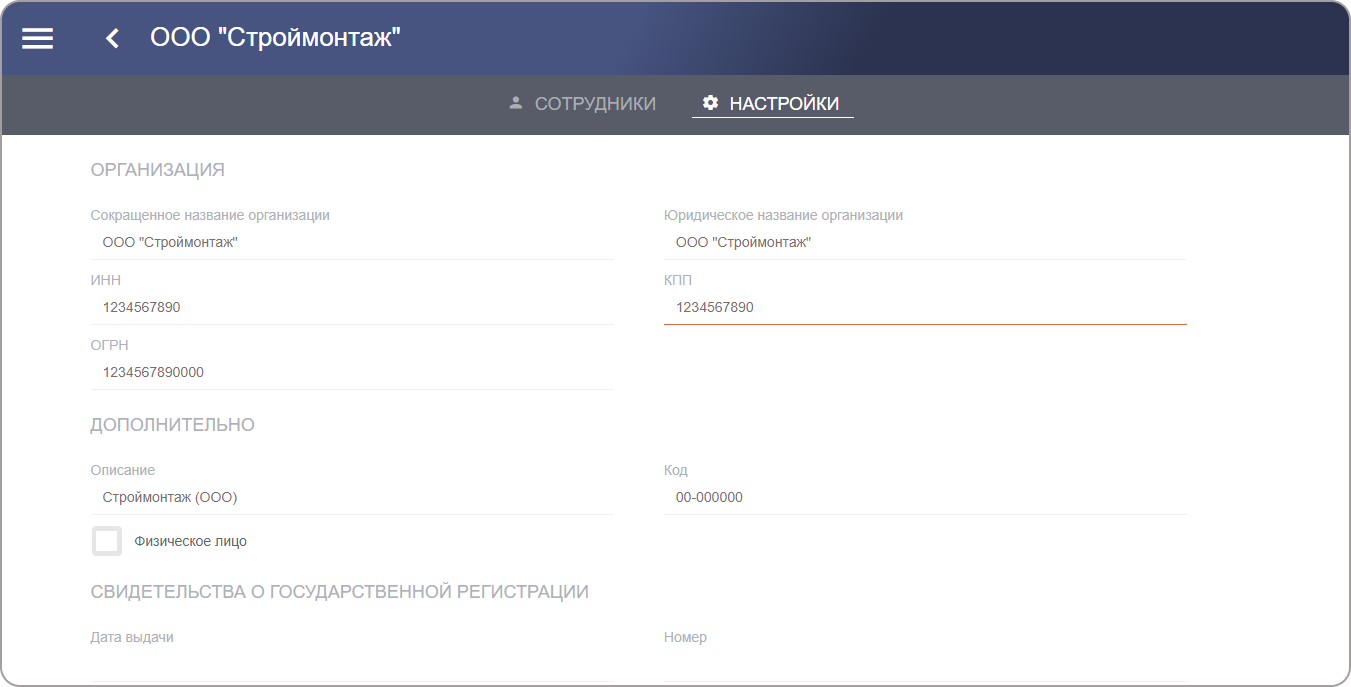 ООО "Строймонтаж"
СОТРУДНИКИ НАСТРОЙКИ
ОРГАНИЗАЦИЯ
Сокращенное название организации Юридическое название организации
ООО "Строймонтаж" ООО "Строймонтаж"
ИНН КПП
1234567890 1234567890
ОГРН
1234567890000
ДОПОЛНИТЕЛЬНО
Описание Код
Строймонтаж (ООО) 00-000000
Физическое лицо
СВИДЕТЕЛЬСТВА О ГОСУДАРСТВЕННОЙ РЕГИСТРАЦИИ
Дата выдачи Номер